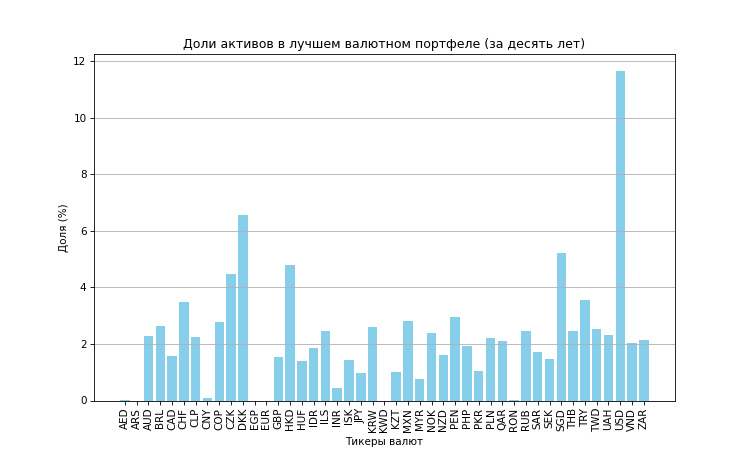 Доли активов в лучшем валютном портфеле (за десять лет)
Доля (%)
12
10
8
6
4
2
0
AED ARS AUD BRL CAD CHF CLP CNY COP CZK DKK EGP EUR GBP HKD HUF IDR ILS INR ISK JPY KRW KWD KZT MXN MYR NOK NZD PEN PHP PKR PLN QAR RON RUB SAR SEK SGD THB TRY TWD UAH USD VND ZAR
Тикеры валют